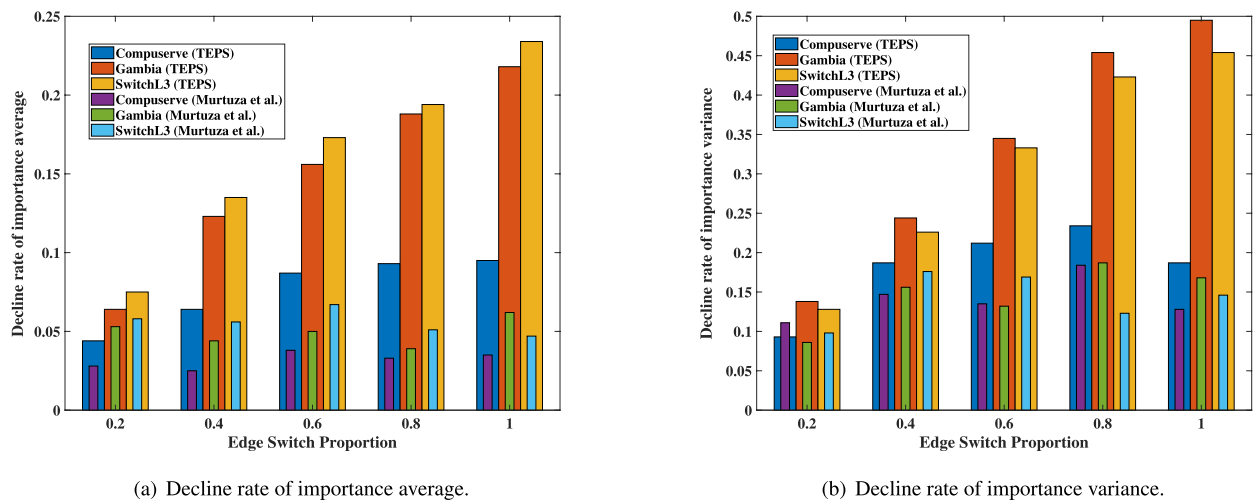 0.25
0.2
0.15
0.1
0.05
0
Decline rate of importance average
Compuserve (TEPS)
Gambia (TEPS)
SwitchL3 (TEPS)
Compuserve (Murtuza et al.)
Gambia (Murtuza et al.)
SwitchL3 (Murtuza et al.)
0.2 0.4 0.6 0.8 1
Edge Switch Proportion
(a) Decline rate of importance average.
0.5
0.45
0.4
0.35
0.3
0.25
0.2
0.15
0.1
0.05
0
Decline rate of importance variance
Compuserve (TEPS)
Gambia (TEPS)
SwitchL3 (TEPS)
Compuserve (Murtuza et al.)
Gambia (Murtuza et al.)
SwitchL3 (Murtuza et al.)
0.2 0.4 0.6 0.8 1
Edge Switch Proportion
(b) Decline rate of importance variance.